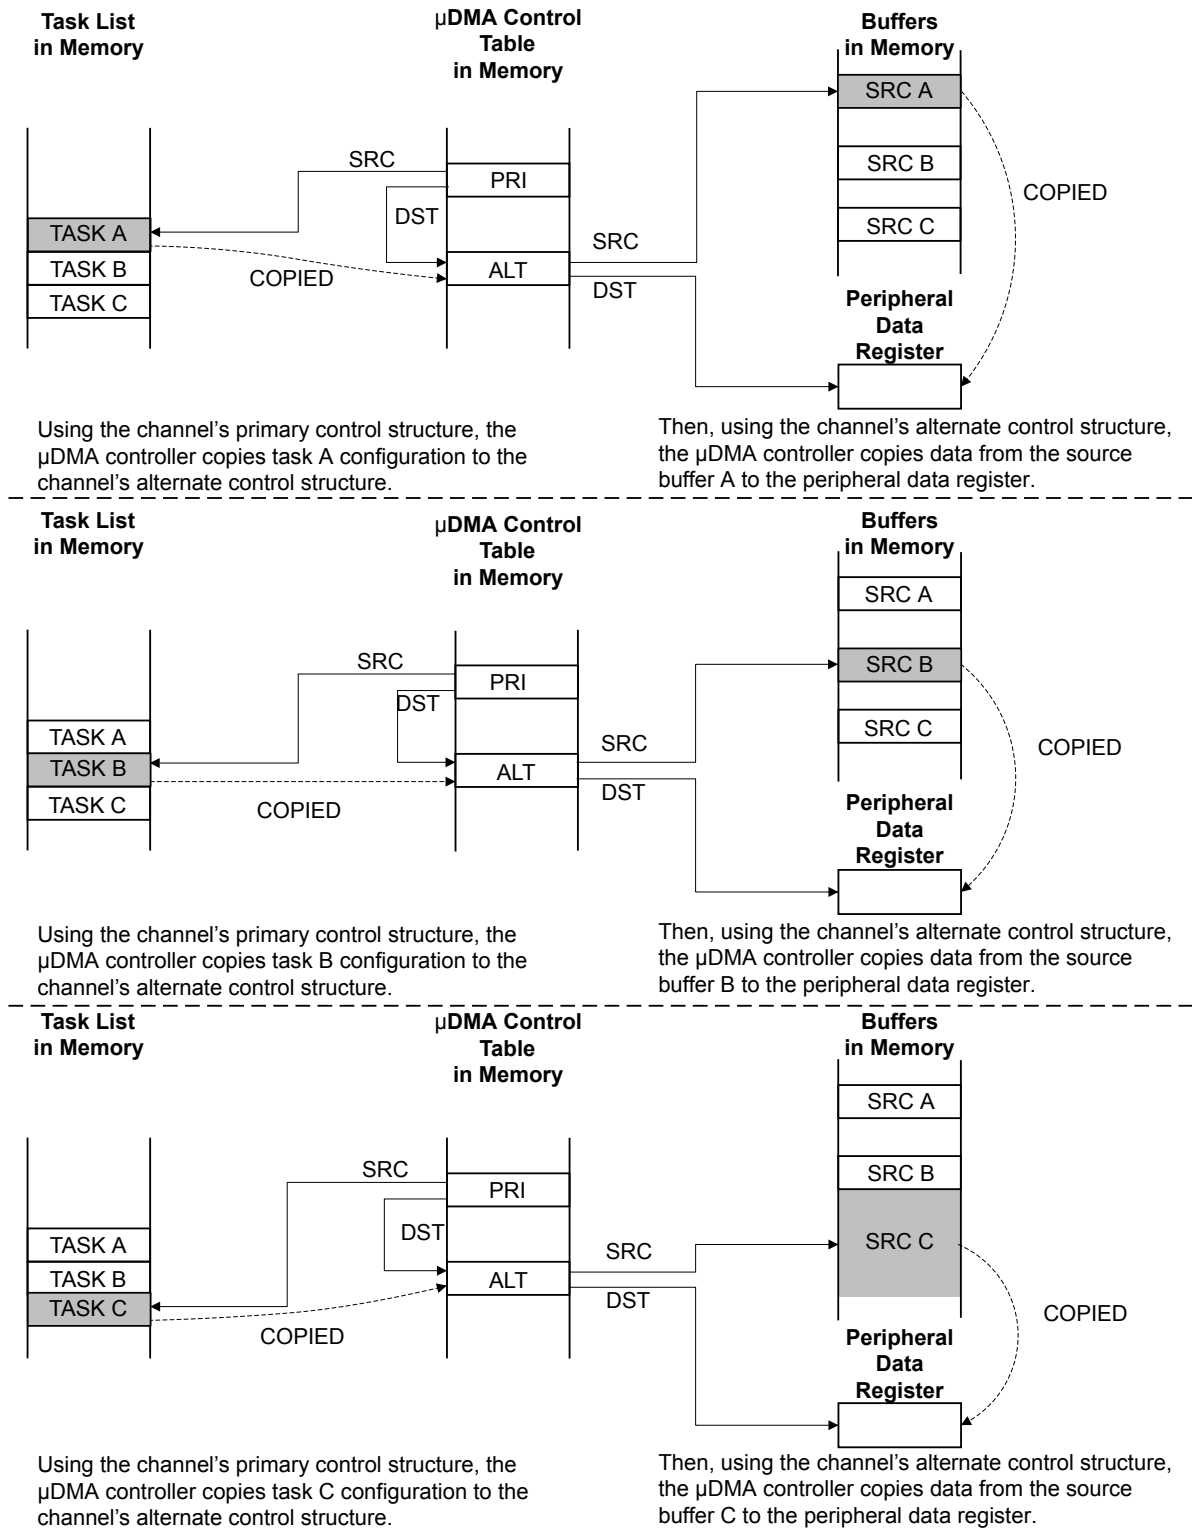 Task List
in Memory
µDMA Control
Table
in Memory
Buffers
in Memory
SRC A
SRC B
SRC C
COPIED
SRC
PRI
DST
TASK A
TASK B
TASK C
COPIED
ALT
SRC
DST
Peripheral
Data
Register
Using the channel’s primary control structure, the
µDMA controller copies task A configuration to the
channel’s alternate control structure.
Then, using the channel’s alternate control structure,
the µDMA controller copies data from the source
buffer A to the peripheral data register.
Task List
in Memory
µDMA Control
Table
in Memory
Buffers
in Memory
SRC A
SRC B
SRC C
COPIED
SRC
PRI
DST
TASK A
TASK B
TASK C
COPIED
ALT
SRC
DST
Peripheral
Data
Register
Using the channel’s primary control structure, the
µDMA controller copies task B configuration to the
channel’s alternate control structure.
Then, using the channel’s alternate control structure,
the µDMA controller copies data from the source
buffer B to the peripheral data register.
Task List
in Memory
µDMA Control
Table
in Memory
Buffers
in Memory
SRC A
SRC B
SRC C
COPIED
SRC
PRI
DST
TASK A
TASK B
TASK C
COPIED
ALT
SRC
DST
Peripheral
Data
Register
Using the channel’s primary control structure, the
µDMA controller copies task C configuration to the
channel’s alternate control structure.
Then, using the channel’s alternate control structure,
the µDMA controller copies data from the source
buffer C to the peripheral data register.